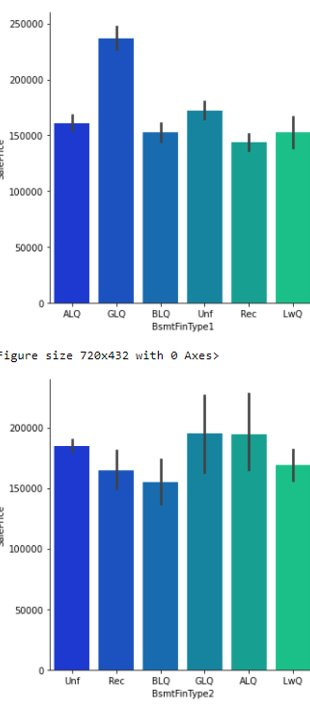 250000
200000
150000
100000
50000
0
SalePrice
ALQ GLQ BLQ Unf Rec LwQ
BsmtFinType1
Figure size 720x432 with 0 Axes>
200000
150000
100000
50000
0
SalePrice
Unf Rec BLQ GLQ ALQ LwQ
BsmtFinType2